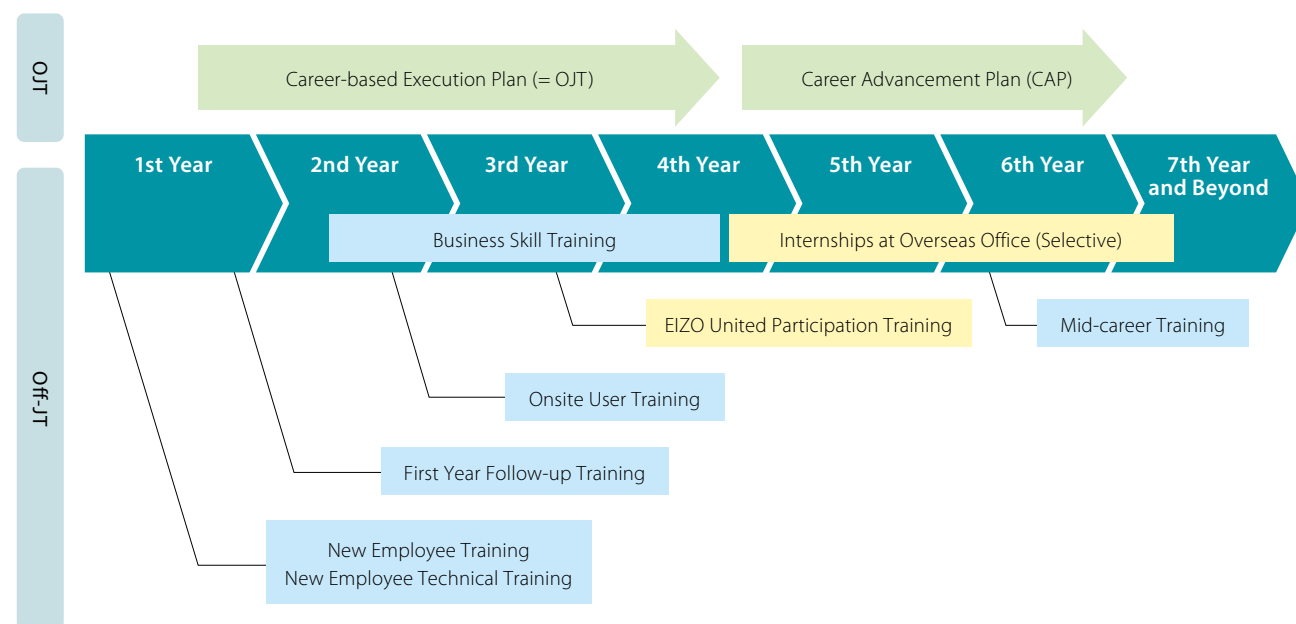 OJT
Career-based Execution Plan (= OJT)
Career Advancement Plan (CAP)
1st Year
2nd Year
3rd Year
4th Year
5th Year
6th Year
7th Year
and Beyond
Business Skill Training
Internships at Overseas Office (Selective)
Off-JT
EIZO United Participation Training
Mid-career Training
Onsite User Training
First Year Follow-up Training
New Employee Training
New Employee Technical Training